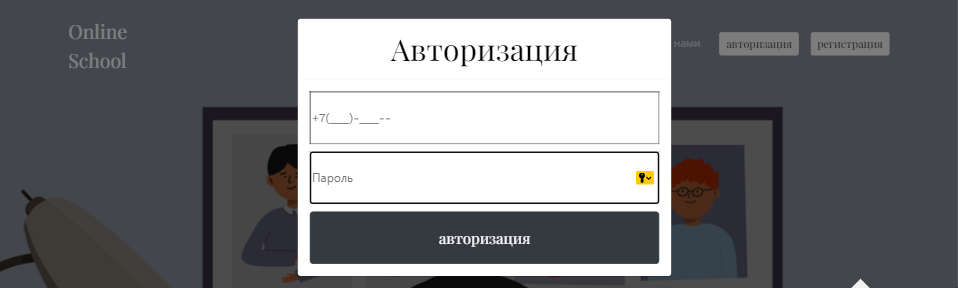 Online
School
нами
авторизация
регистрация
Авторизация
+7(___)-___--
Пароль
авторизация